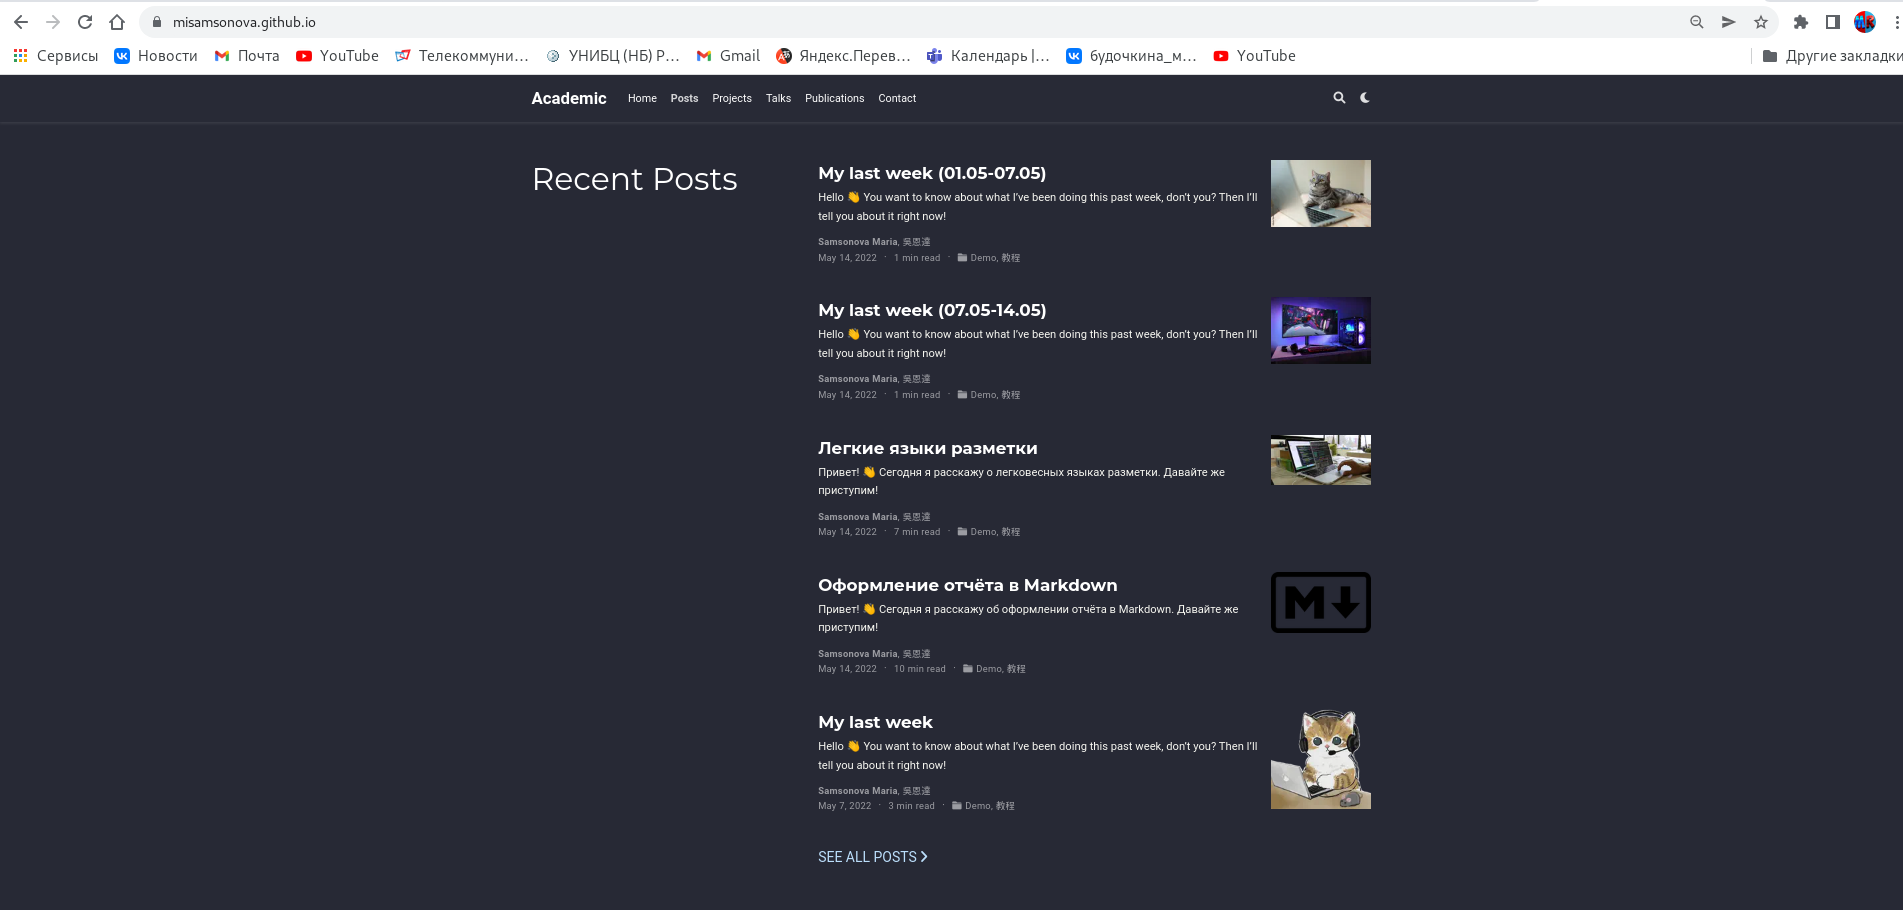 misamsonova.github.io
Сервисы Новости Почта YouTube Телекоммуни... УНИБЦ (НБ) Р... Gmail Яндекс.Перев... Календарь |... будочкина_м... YouTube Другие закладки
Academic Home Posts Projects Talks Publications Contact
Recent Posts
My last week (01.05-07.05)
Hello 👋 You want to know about what I've been doing this past week, don't you? Then I'll
tell you about it right now!
Samsonova Maria, 吳恩達
May 14, 2022 · 1 min read · Demo, 教程
My last week (07.05-14.05)
Hello 👋 You want to know about what I've been doing this past week, don't you? Then I'll
tell you about it right now!
Samsonova Maria, 吳恩達
May 14, 2022 · 1 min read · Demo, 教程
Легкие языки разметки
Привет! 👋 Сегодня я расскажу о легковесных языках разметки. Давайте же
приступим!
Samsonova Maria, 吳恩達
May 14, 2022 · 7 min read · Demo, 教程
Оформление отчёта в Markdown
Привет! 👋 Сегодня я расскажу об оформлении отчёта в Markdown. Давайте же
приступим!
Samsonova Maria, 吳恩達
May 14, 2022 · 10 min read · Demo, 教程
M
My last week
Hello 👋 You want to know about what I've been doing this past week, don't you? Then I'll
tell you about it right now!
Samsonova Maria, 吳恩達
May 7, 2022 · 3 min read · Demo, 教程
SEE ALL POSTS